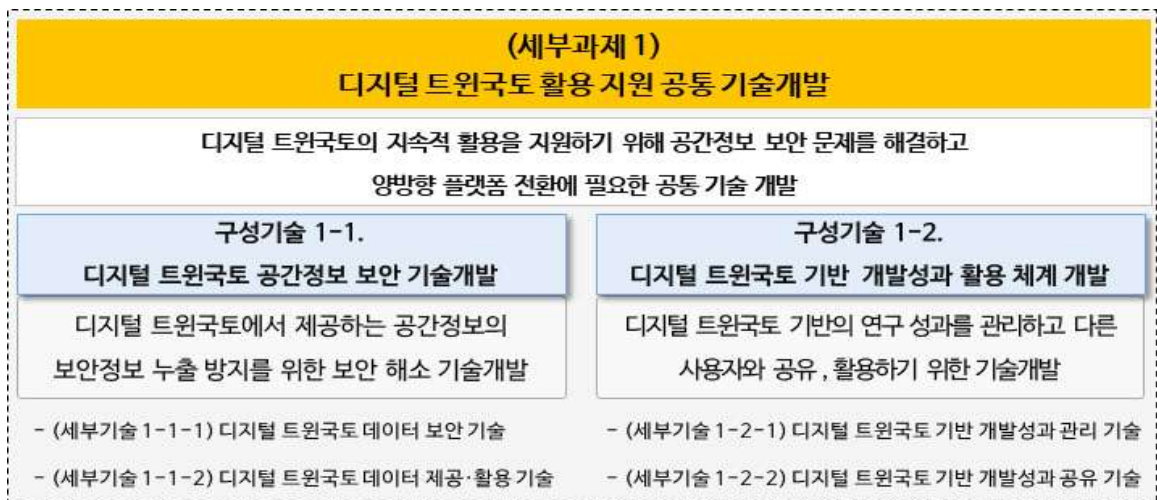 (세부과제 1)
디지털 트윈국토 활용 지원 공통 기술개발
디지털 트윈국토의 지속적 활용을 지원하기 위해 공간정보 보안 문제를 해결하고
양방향 플랫폼 전환에 필요한 공통 기술 개발
구성기술 1-1.
디지털 트윈국토 공간정보 보안 기술개발
디지털 트윈국토에서 제공하는 공간정보의
보안정보 누출 방지를 위한 보안 해소 기술개발
- (세부기술 1-1-1) 디지털 트윈국토 데이터 보안 기술
- (세부기술 1-1-2) 디지털 트윈국토 데이터 제공·활용 기술
구성기술 1-2.
디지털 트윈국토 기반 개발성과 활용 체계 개발
디지털 트윈국토 기반의 연구 성과를 관리하고 다른
사용자와 공유, 활용하기 위한 기술개발
- (세부기술 1-2-1) 디지털 트윈국토 기반 개발성과 관리 기술
- (세부기술 1-2-2) 디지털 트윈국토 기반 개발성과 공유 기술